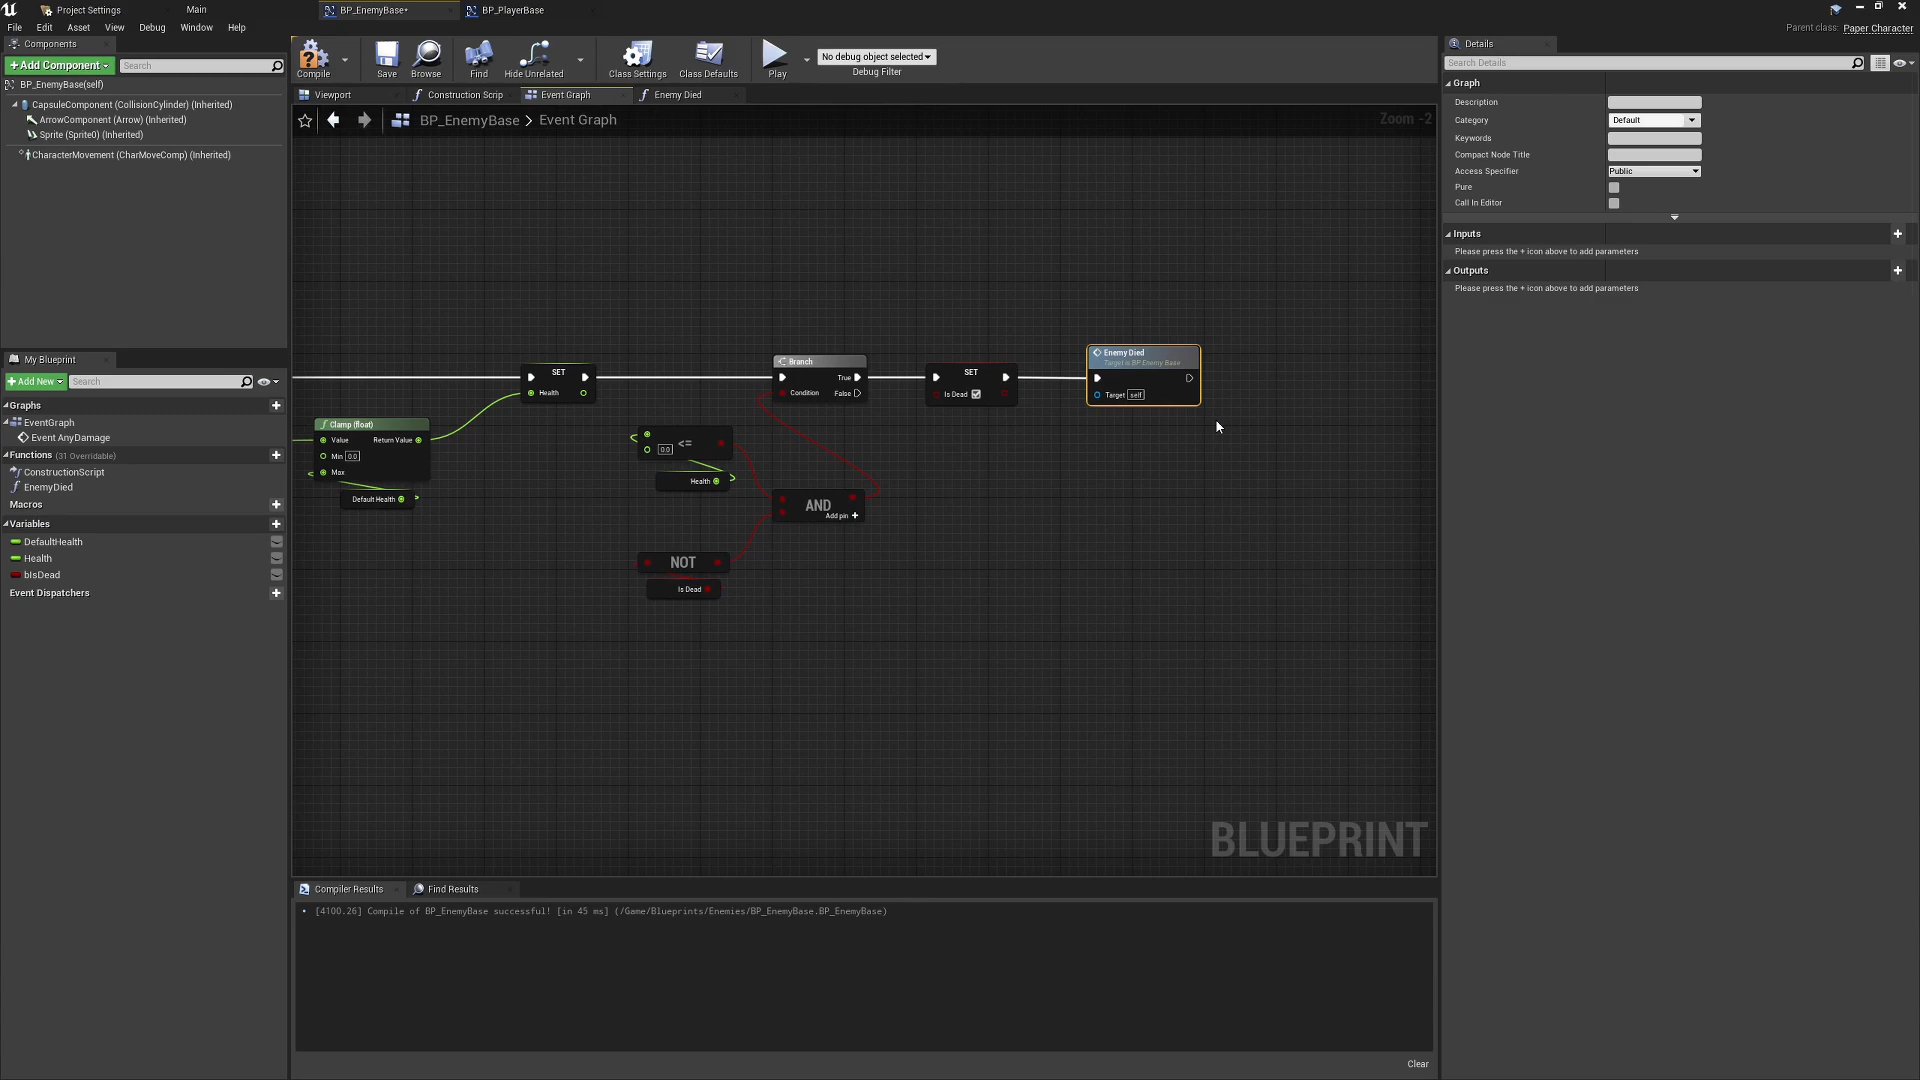 Project Settings
Main
BP_EnemyBase*
BP_PlayerBase
File Edit Asset View Debug Window Help
Parent class: Paper Character
Components
+Add Component
Search
BP_EnemyBase(self)
CapsuleComponent (CollisionCylinder) (Inherited)
ArrowComponent (Arrow) (Inherited)
Sprite (Sprite0) (Inherited)
CharacterMovement (CharMoveComp) (Inherited)
Compile
Save
Browse
Find
Hide Unrelated
Class Settings
Class Defaults
Play
No debug object selected
Debug Filter
Viewport
Construction Scrip
Event Graph
Enemy Died
BP_EnemyBase > Event Graph
Zoom -2
My Blueprint
+Add New
Search
Graphs
EventGraph
Event AnyDamage
Functions (31 Overridable)
ConstructionScript
EnemyDied
Macros
Variables
DefaultHealth
Health
bIsDead
Event Dispatchers
Clamp (float)
Value Return Value
Min 0.0
Max
Default Health
SET
Health
Branch
True
Condition False
<=
0.0
Health
AND
Add pin +
NOT
Is Dead
SET
Is Dead
Enemy Died
Target is BP Enemy Base
Target self
BLUEPRINT
Compiler Results
Find Results
[4100.26] Compile of BP_EnemyBase successful! [in 45 ms] (/Game/Blueprints/Enemies/BP_EnemyBase.BP_EnemyBase)
Clear
Details
Search Details
Graph
Description
Category Default
Keywords
Compact Node Title
Access Specifier Public
Pure
Call In Editor
Inputs
Please press the + icon above to add parameters
Outputs
Please press the + icon above to add parameters